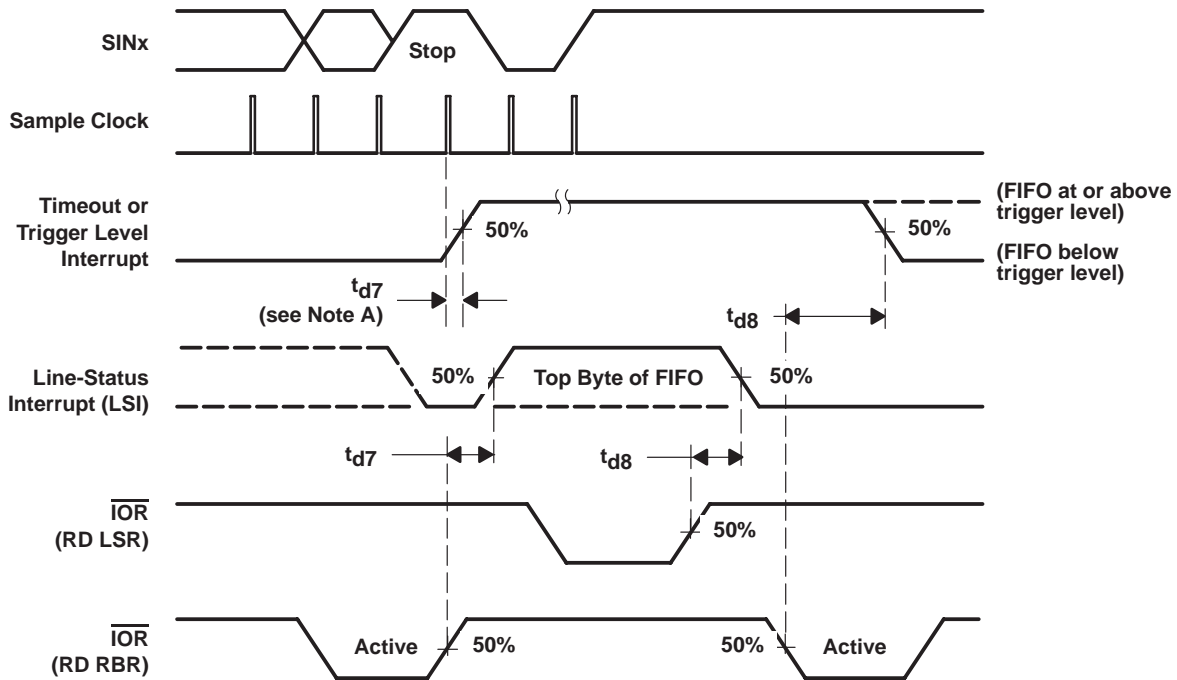 SINx
Stop
Sample Clock
Timeout or
Trigger Level
Interrupt
50%
50%
(FIFO at or above
trigger level)
(FIFO below
trigger level)
td7
(see Note A)
td8
Line-Status
Interrupt (LSI)
50%
Top Byte of FIFO
50%
td7
td8
IOR
(RD LSR)
50%
IOR
(RD RBR)
Active
50%
50%
Active